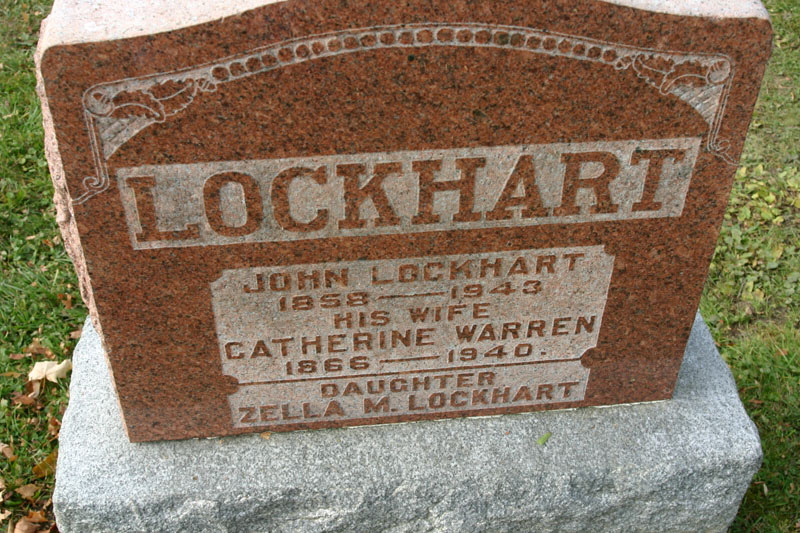 LOCKHART
JOHN LOCKHART
1858 — 1943
HIS WIFE
CATHERINE WARREN
1866 — 1940.
DAUGHTER
ZELLA M. LOCKHART